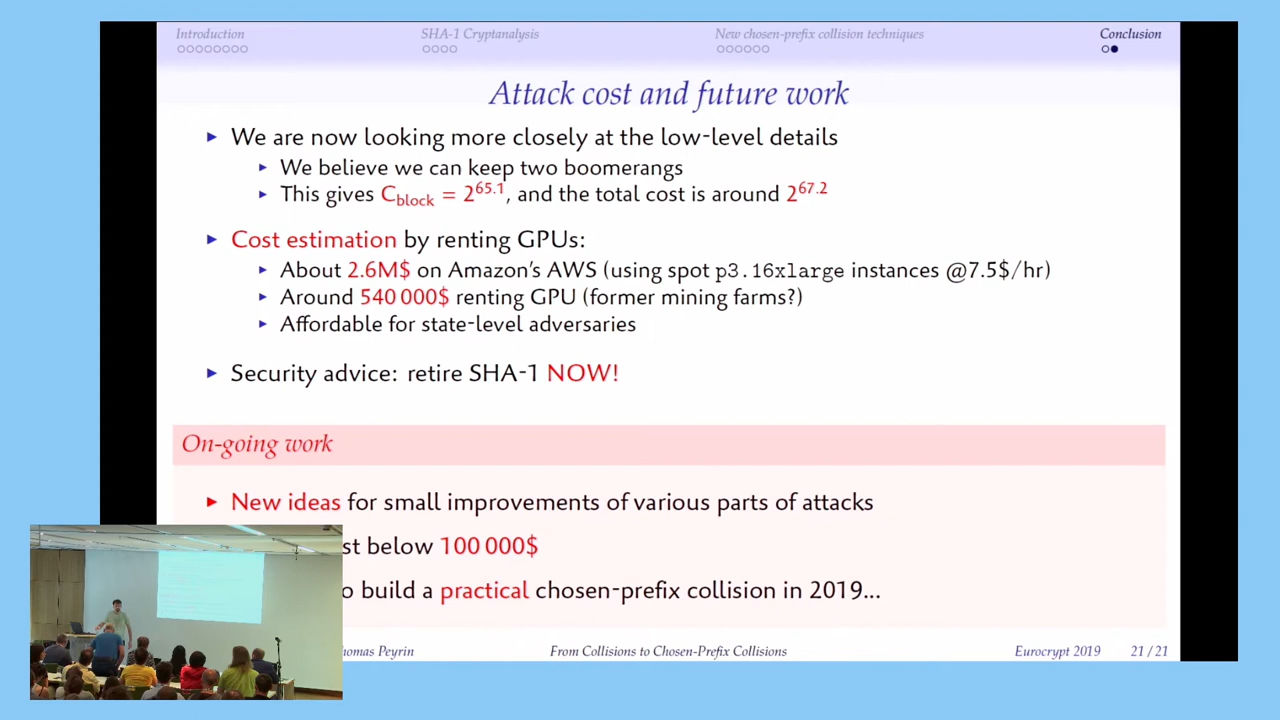 Introduction
SHA-1 Cryptanalysis
New chosen-prefix collision techniques
Conclusion
Attack cost and future work
We are now looking more closely at the low-level details
We believe we can keep two boomerangs
This gives C_block = 2^65.1, and the total cost is around 2^67.2
Cost estimation by renting GPUs:
About 2.6M$ on Amazon's AWS (using spot p3.16xlarge instances @7.5$/hr)
Around 540 000$ renting GPU (former mining farms?)
Affordable for state-level adversaries
Security advice: retire SHA-1 NOW!
On-going work
New ideas for small improvements of various parts of attacks
below 100 000$
build a practical chosen-prefix collision in 2019...
Peyrin
From Collisions to Chosen-Prefix Collisions
Eurocrypt 2019
21 / 21